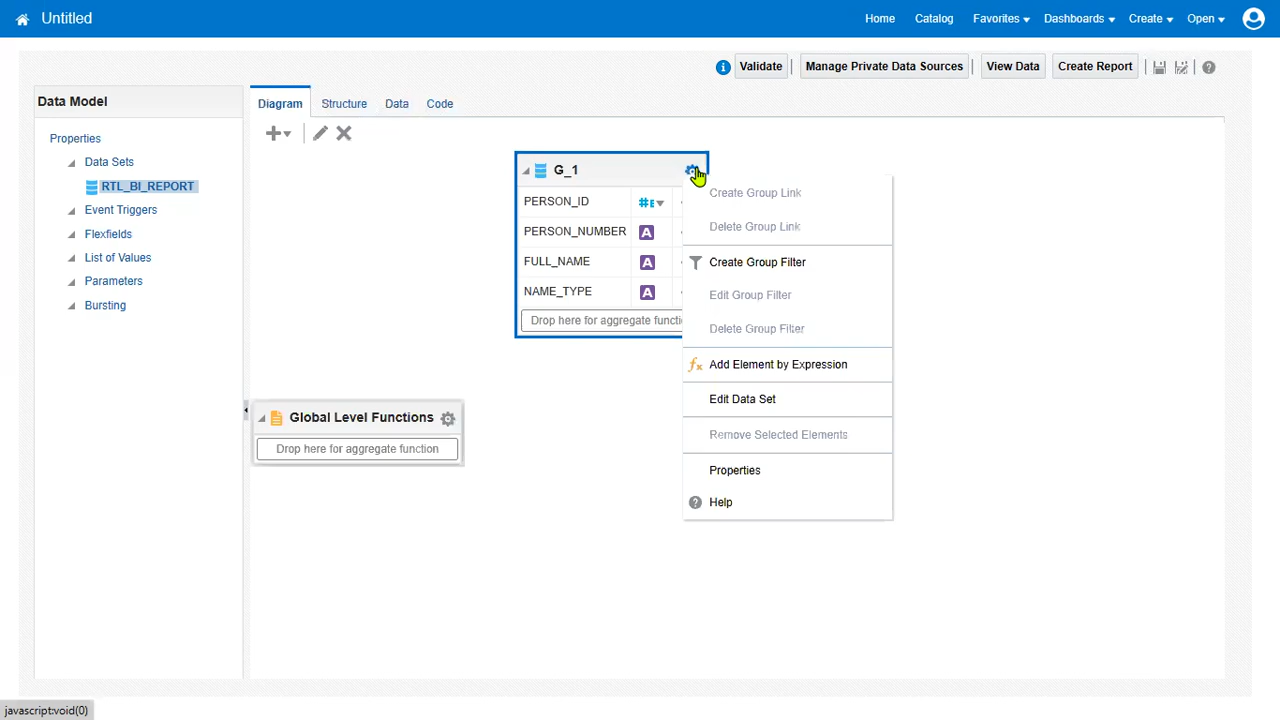 Untitled
Home
Catalog
Favorites
Dashboards
Create
Open
Validate
Manage Private Data Sources
View Data
Create Report
Data Model
Properties
Data Sets
RTL_BI_REPORT
Event Triggers
Flexfields
List of Values
Parameters
Bursting
Diagram
Structure
Data
Code
G_1
PERSON_ID
PERSON_NUMBER
A
FULL_NAME
A
NAME_TYPE
A
Drop here for aggregate functi
Global Level Functions
Drop here for aggregate function
Create Group Link
Delete Group Link
Create Group Filter
Edit Group Filter
Delete Group Filter
Add Element by Expression
Edit Data Set
Remove Selected Elements
Properties
Help
javascript:void(0)